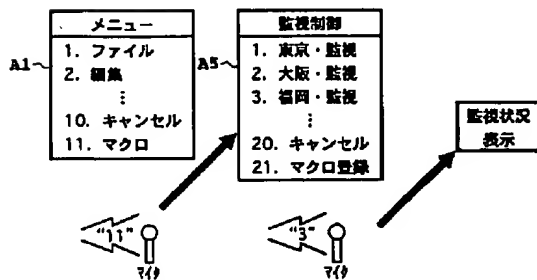 メニュー
A1
1. ファイル
2. 編集
⋮
10. キャンセル
11. マクロ
監視制御
A5
1. 東京・監視
2. 大阪・監視
3. 福岡・監視
⋮
20. キャンセル
21. マクロ登録
監視状況
表示
"11"
マイク
"3"
マイク